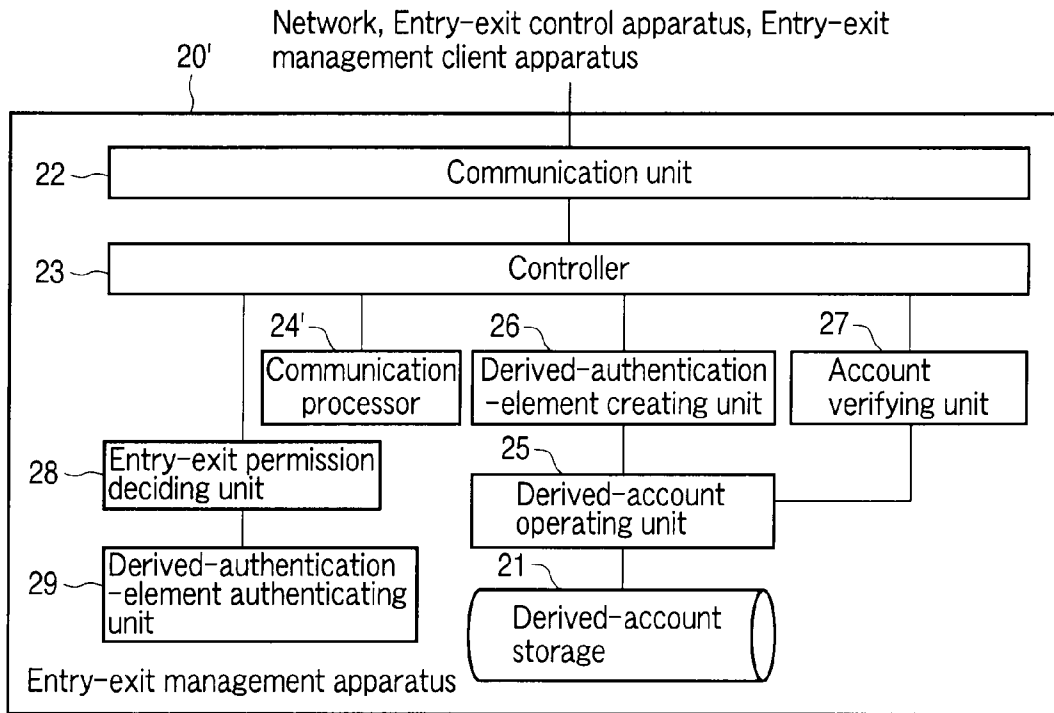 Network, Entry-exit control apparatus, Entry-exit
management client apparatus
20'
22
Communication unit
23
Controller
24'
Communication
processor
26
Derived-authentication
-element creating unit
27
Account
verifying unit
28
Entry-exit permission
deciding unit
25
Derived-account
operating unit
29
Derived-authentication
-element authenticating
unit
21
Derived-account
storage
Entry-exit management apparatus